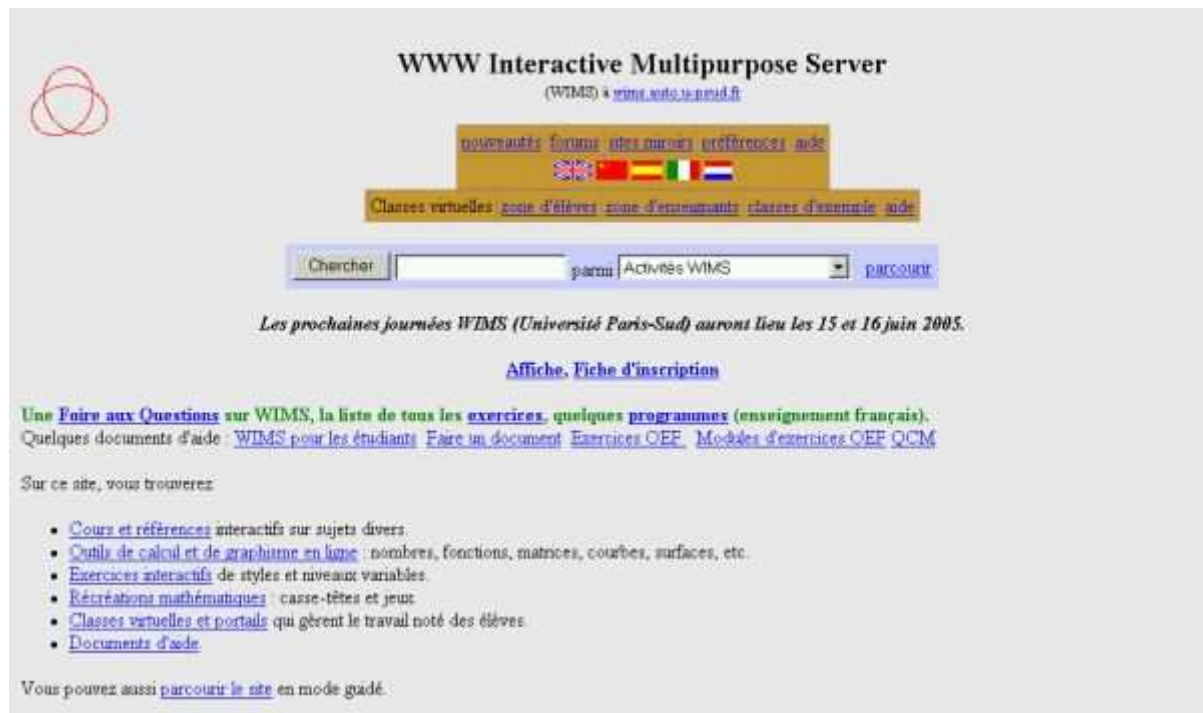 WWW Interactive Multipurpose Server
(WIMS) à wims.auto.u-psud.fr
nouveautés forums sites miroirs préférences aide
Classes virtuelles zone d'élèves zone d'enseignants classes d'exemple aide
Chercher parmi Activités WIMS parcourir
Les prochaines journées WIMS (Université Paris-Sud) auront lieu les 15 et 16 juin 2005.
Affiche, Fiche d'inscription
Une Foire aux Questions sur WIMS, la liste de tous les exercices, quelques programmes (enseignement français).
Quelques documents d'aide : WIMS pour les étudiants Faire un document Exercices OEF Modules d'exercices OEF QCM
Sur ce site, vous trouverez
• Cours et références interactifs sur sujets divers.
• Outils de calcul et de graphisme en ligne : nombres, fonctions, matrices, courbes, surfaces, etc.
• Exercices interactifs de styles et niveaux variables.
• Récréations mathématiques : casse-têtes et jeux
• Classes virtuelles et portails qui gèrent le travail noté des élèves.
• Documents d'aide.
Vous pouvez aussi parcourir le site en mode guidé.